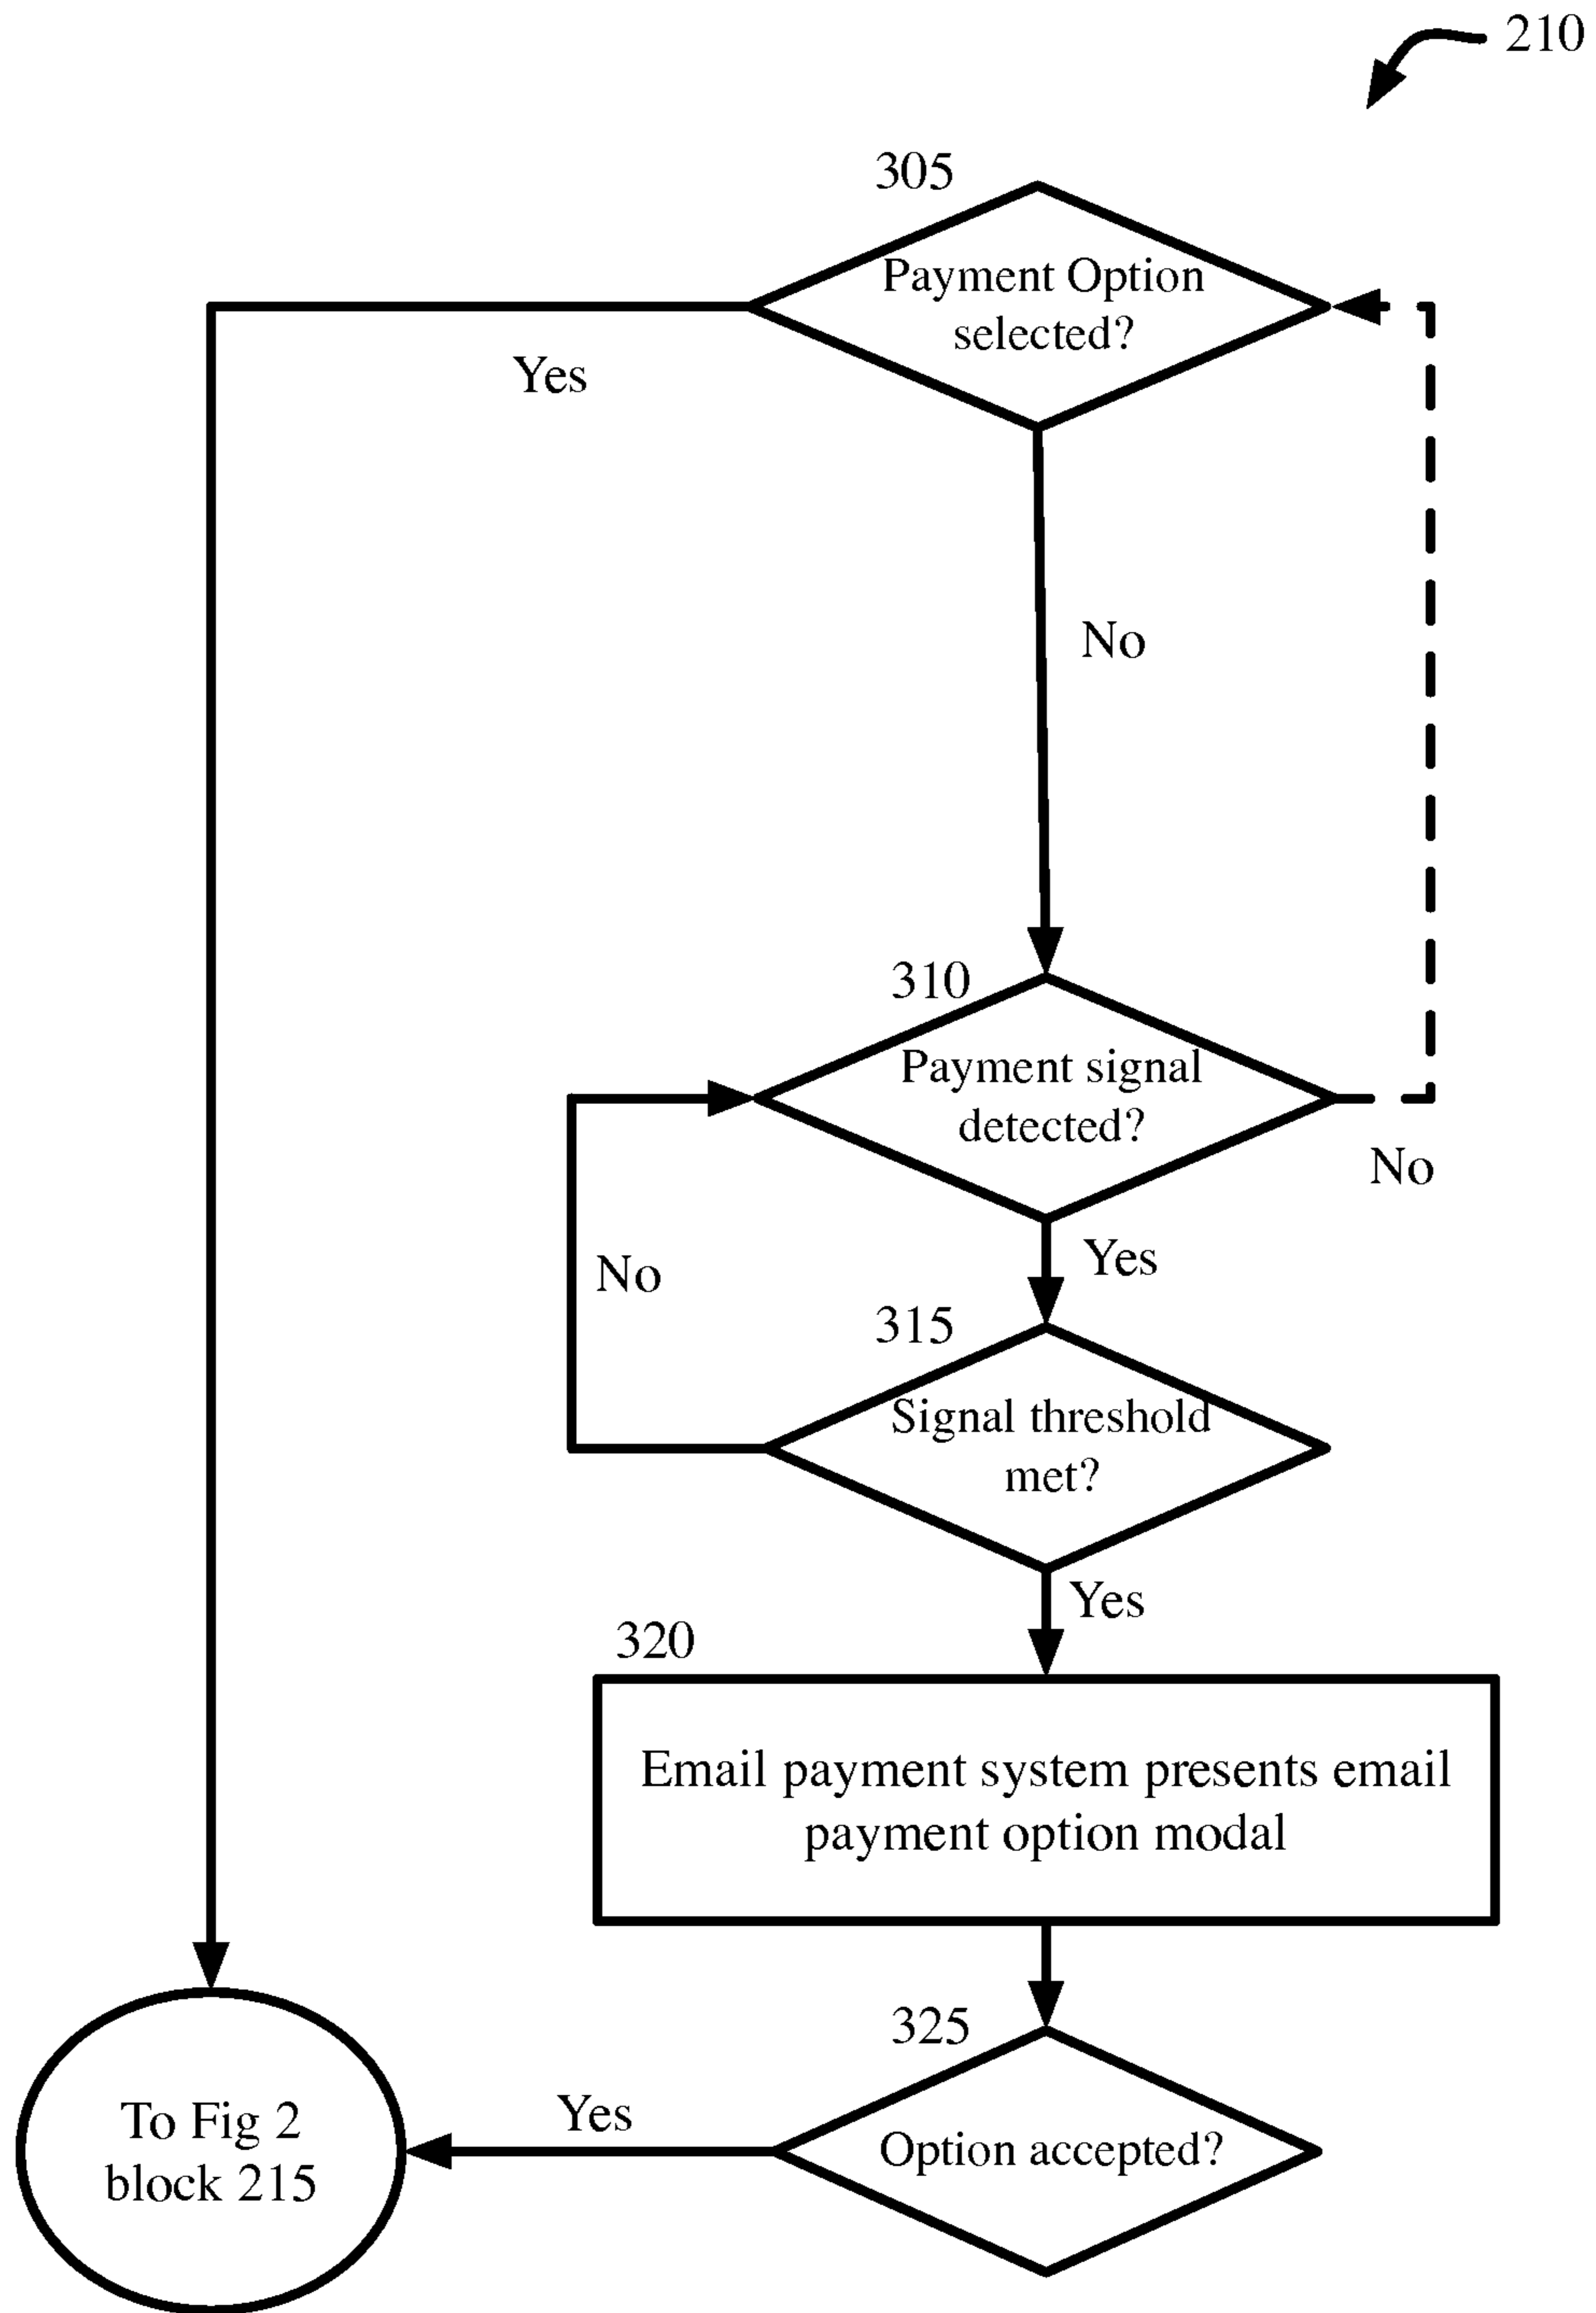 210
305
Payment Option
selected?
Yes
No
310
Payment signal
detected?
No
Yes
No
315
Signal threshold
met?
Yes
320
Email payment system presents email
payment option modal
325
Option accepted?
Yes
To Fig 2
block 215